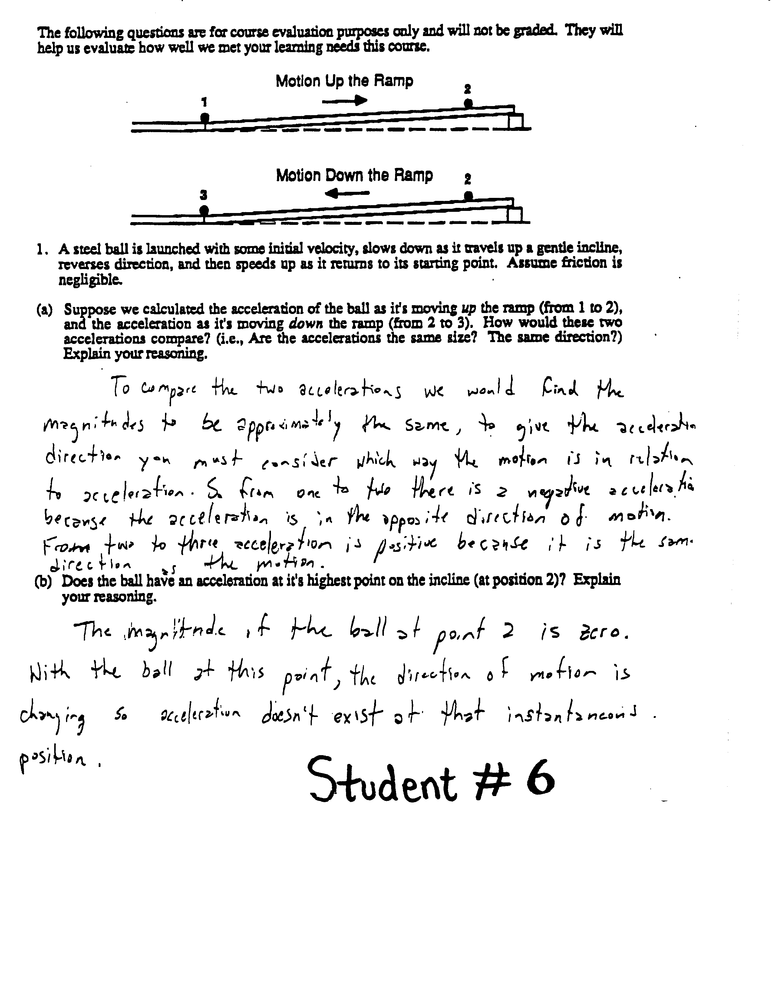 The following questions are for course evaluation purposes only and will not be graded. They will
help us evaluate how well we met your learning needs this course.
Motion Up the Ramp
1
2
Motion Down the Ramp
3
2
1. A steel ball is launched with some initial velocity, slows down as it travels up a gentle incline,
reverses direction, and then speeds up as it returns to its starting point. Assume friction is
negligible.
(a) Suppose we calculated the acceleration of the ball as it's moving up the ramp (from 1 to 2),
and the acceleration as it's moving down the ramp (from 2 to 3). How would these two
accelerations compare? (i.e., Are the accelerations the same size? The same direction?)
Explain your reasoning.
To compare the two accelerations we would find the
magnitudes to be approximately the same, to give the acceleration
direction you must consider which way the motion is in relation
to acceleration. So from one to two there is a negative acceleration
because the acceleration is in the opposite direction of motion.
From two to three acceleration is positive because it is the same
direction as the motion.
(b) Does the ball have an acceleration at it's highest point on the incline (at position 2)? Explain
your reasoning.
The magnitude of the ball at point 2 is zero.
With the ball at this point, the direction of motion is
changing so acceleration doesn't exist at that instantaneous
position.
Student # 6